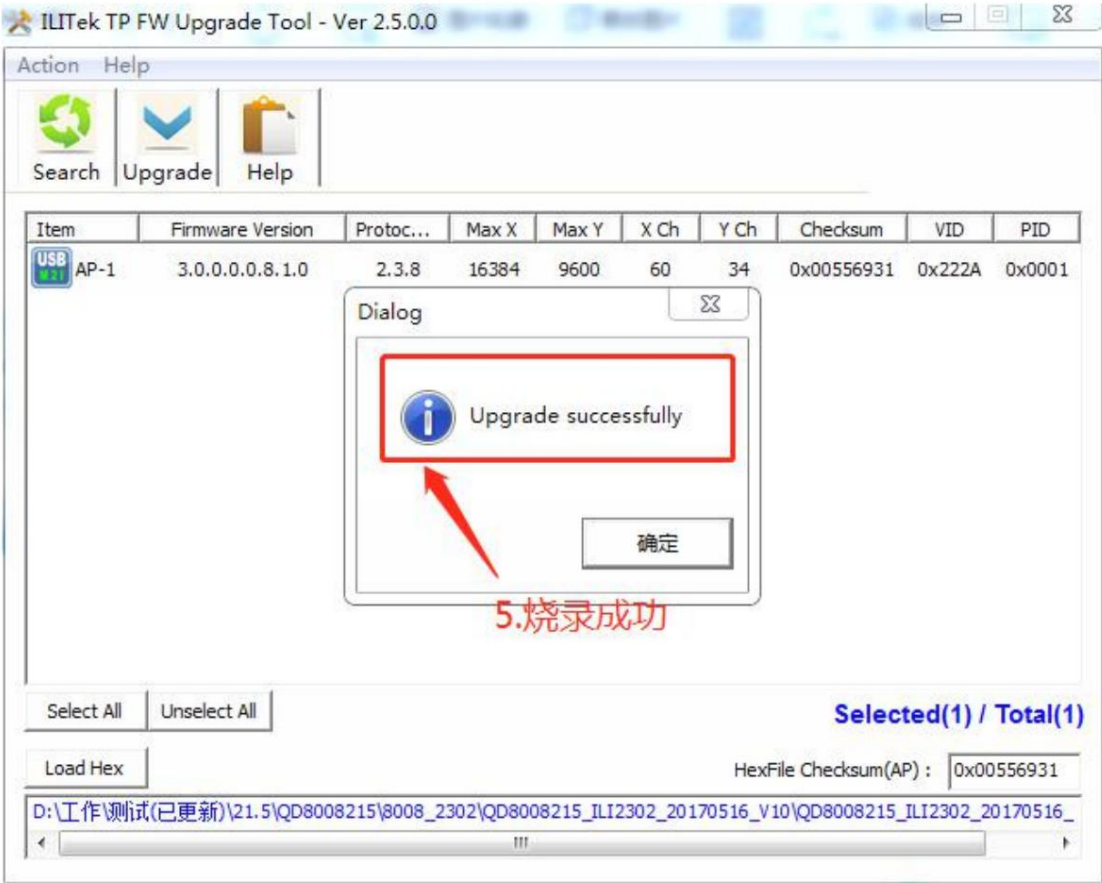 ILITek TP FW Upgrade Tool - Ver 2.5.0.0
Action Help
Search Upgrade Help
Item Firmware Version Protoc... Max X Max Y X Ch Y Ch Checksum VID PID
USB AP-1 3.0.0.0.0.8.1.0 2.3.8 16384 9600 60 34 0x00556931 0x222A 0x0001
Dialog
Upgrade successfully
确定
5.烧录成功
Select All Unselect All Selected(1) / Total(1)
Load Hex HexFile Checksum(AP) : 0x00556931
D:\工作\测试(已更新)\21.5\QD8008215\8008_2302\QD8008215_ILI2302_20170516_V10\QD8008215_ILI2302_20170516_